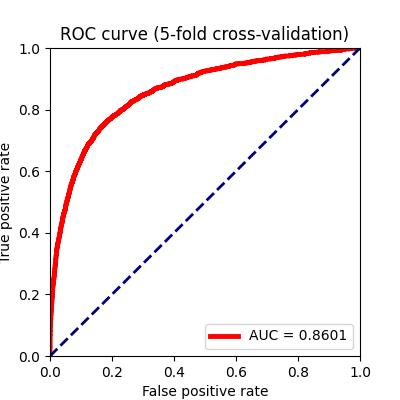 ROC curve (5-fold cross-validation)
1.0
0.8
0.6
0.4
0.2
0.0
True positive rate
AUC = 0.8601
0.0 0.2 0.4 0.6 0.8 1.0
False positive rate